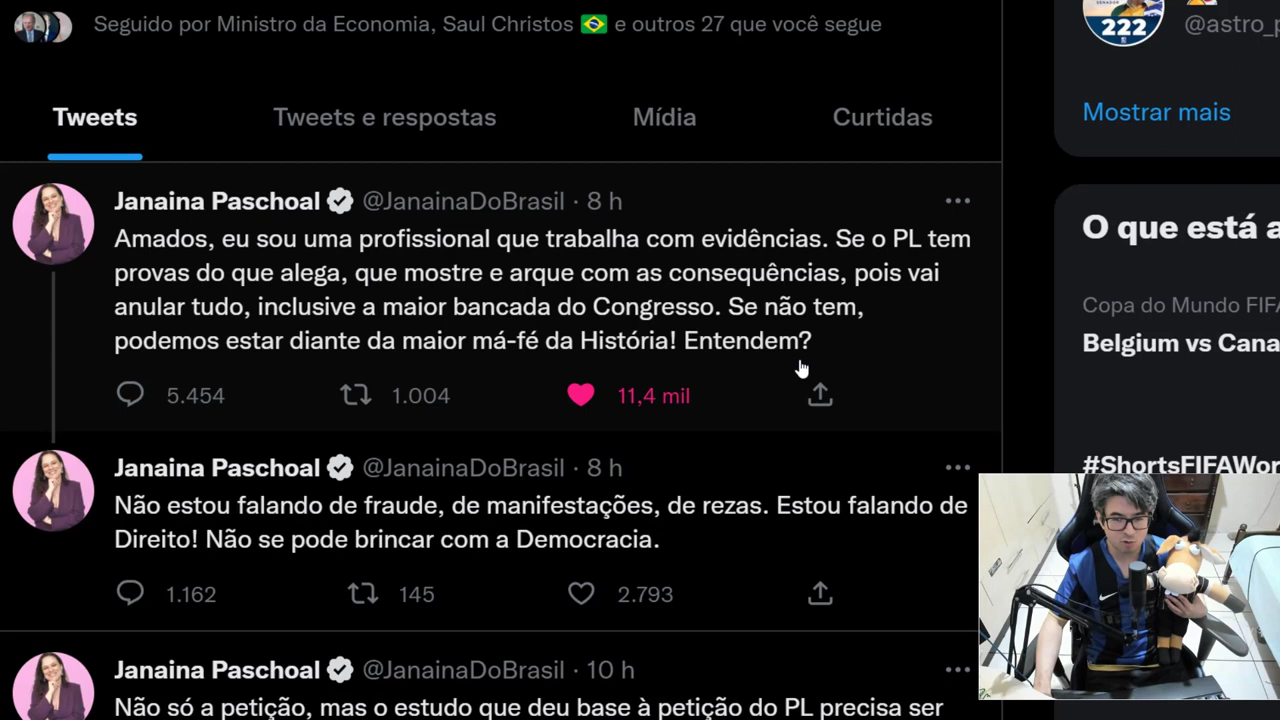 Seguido por Ministro da Economia, Saul Christos 🇧🇷 e outros 27 que você segue
SENADOR
222
@astro_p
Mostrar mais
Tweets
Tweets e respostas
Mídia
Curtidas
Janaina Paschoal @JanainaDoBrasil · 8 h
Amados, eu sou uma profissional que trabalha com evidências. Se o PL tem
provas do que alega, que mostre e arque com as consequências, pois vai
anular tudo, inclusive a maior bancada do Congresso. Se não tem,
podemos estar diante da maior má-fé da História! Entendem?
5.454
1.004
11,4 mil
Janaina Paschoal @JanainaDoBrasil · 8 h
Não estou falando de fraude, de manifestações, de rezas. Estou falando de
Direito! Não se pode brincar com a Democracia.
1.162
145
2.793
Janaina Paschoal @JanainaDoBrasil · 10 h
Não só a petição, mas o estudo que deu base à petição do PL precisa ser
O que está a
Copa do Mundo FIFA
Belgium vs Cana
#ShortsFIFAWor